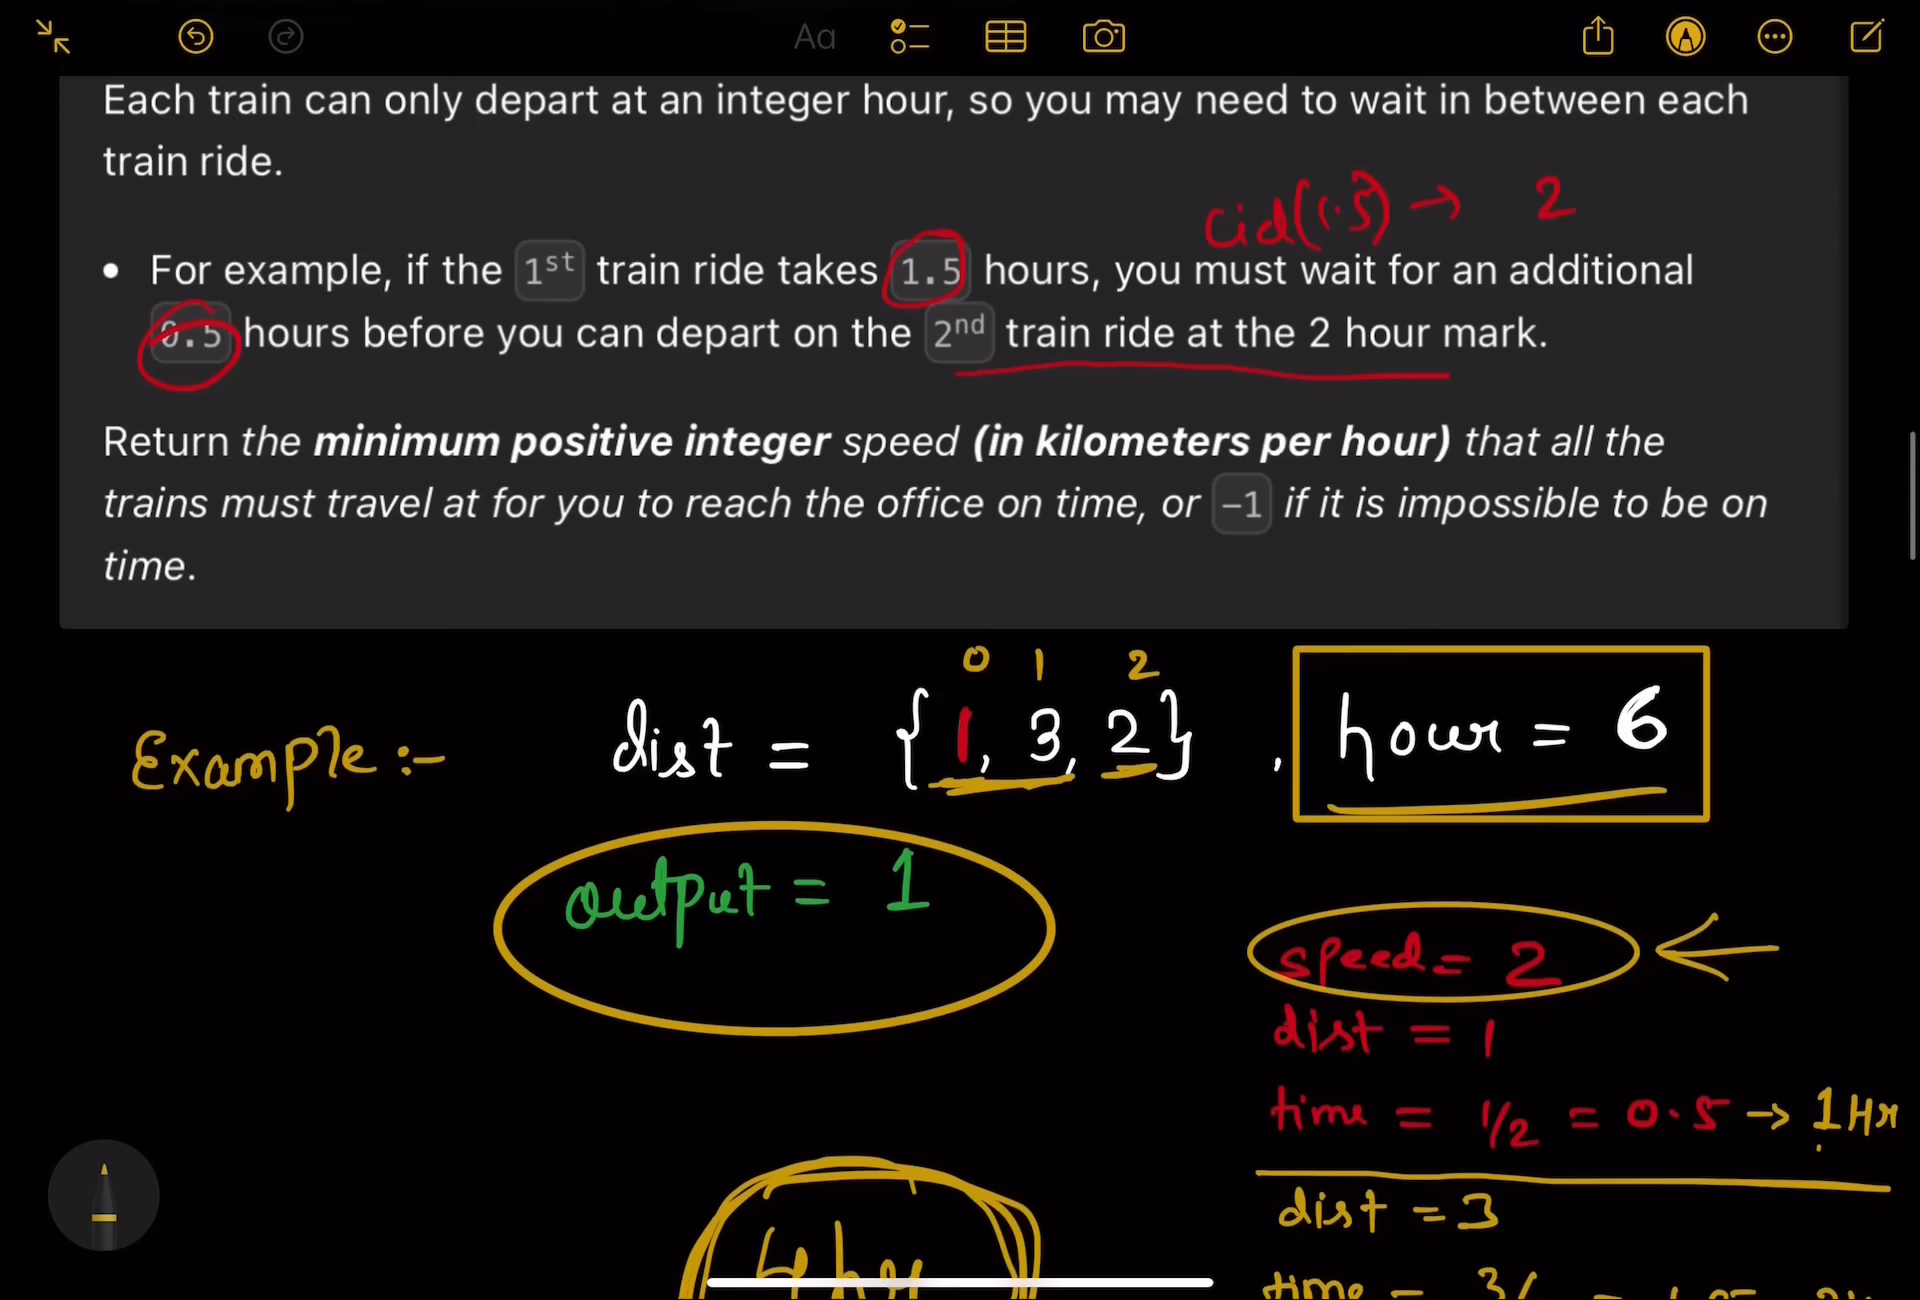 Aa
Each train can only depart at an integer hour, so you may need to wait in between each
train ride.
(1.5) → 2
• For example, if the 1st train ride takes 1.5 hours, you must wait for an additional
0.5 hours before you can depart on the 2nd train ride at the 2 hour mark.
Return the minimum positive integer speed (in kilometers per hour) that all the
trains must travel at for you to reach the office on time, or -1 if it is impossible to be on
time.
0 1 2
Example :- dist = {1, 3, 2} , hour = 6
output = 1
speed = 2
dist = 1
time = 1/2 = 0.5 → 1 Hr
dist = 3
time = 3/